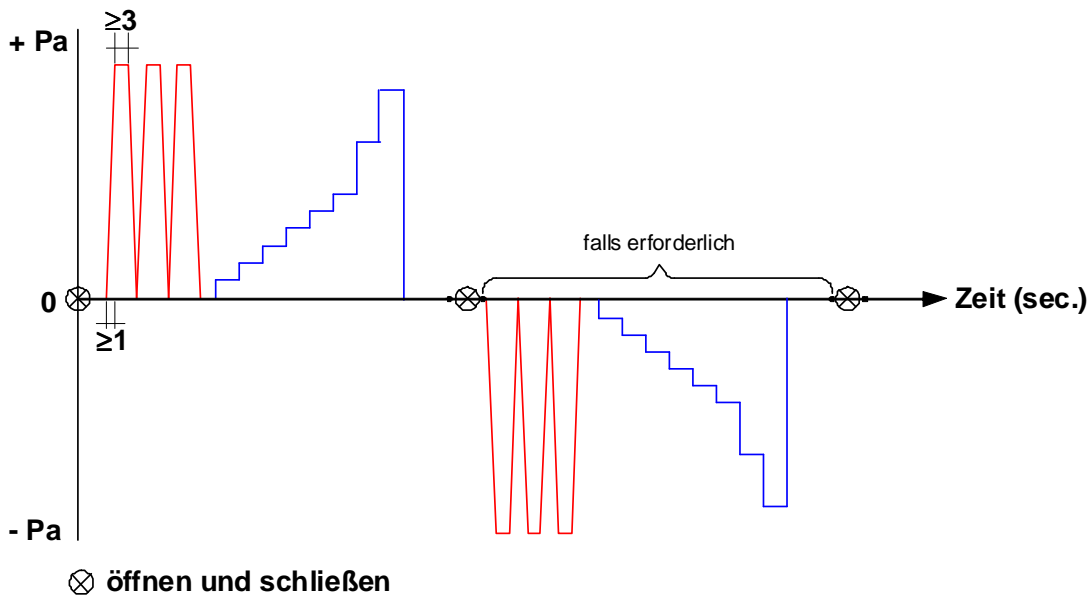 ≥3
+ Pa
falls erforderlich
0
Zeit (sec.)
≥1
- Pa
öffnen und schließen